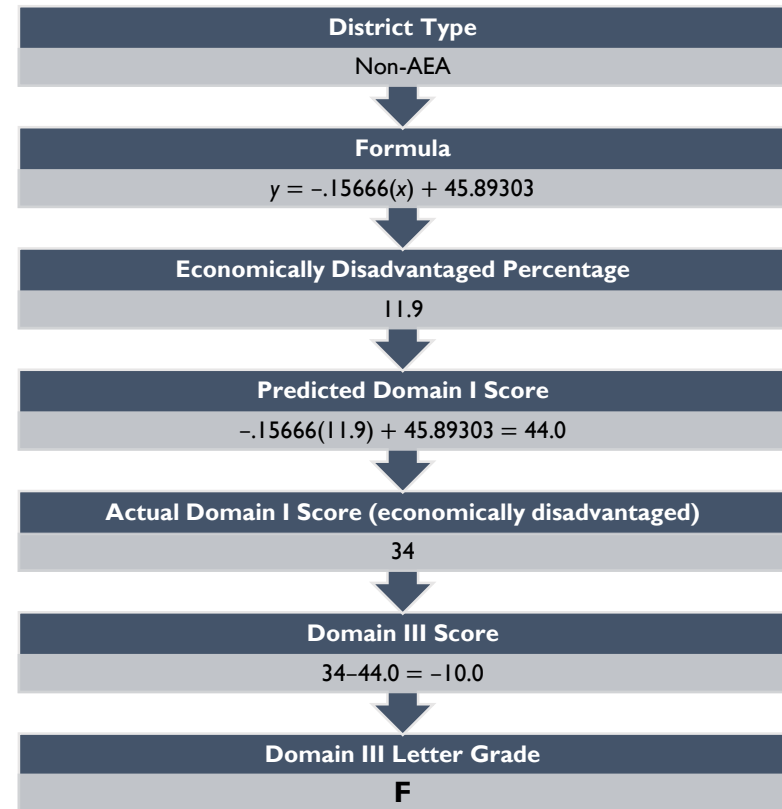 District Type
Non-AEA
Formula
y = –.15666(x) + 45.89303
Economically Disadvantaged Percentage
11.9
Predicted Domain I Score
–.15666(11.9) + 45.89303 = 44.0
Actual Domain I Score (economically disadvantaged)
34
Domain III Score
34–44.0 = –10.0
Domain III Letter Grade
F